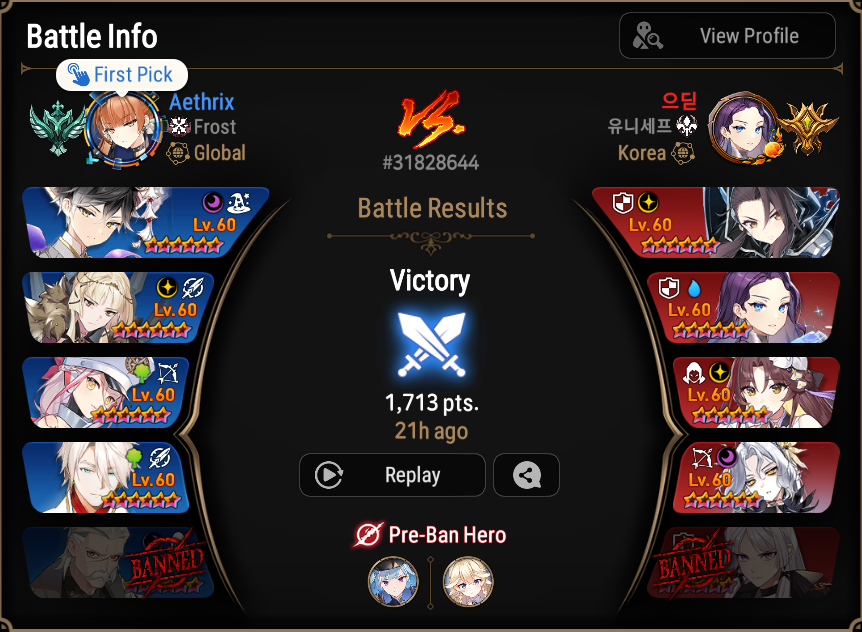 Battle Info
View Profile
First Pick
Aethrix
Frost
Global
VS.
#31828644
으딛
유니세프
Korea
Battle Results
Lv.60
Lv.60
Lv.60
Lv.60
Lv.60
Lv.60
Lv.60
Lv.60
Victory
1,713 pts.
21h ago
Replay
Pre-Ban Hero
BANNED
BANNED